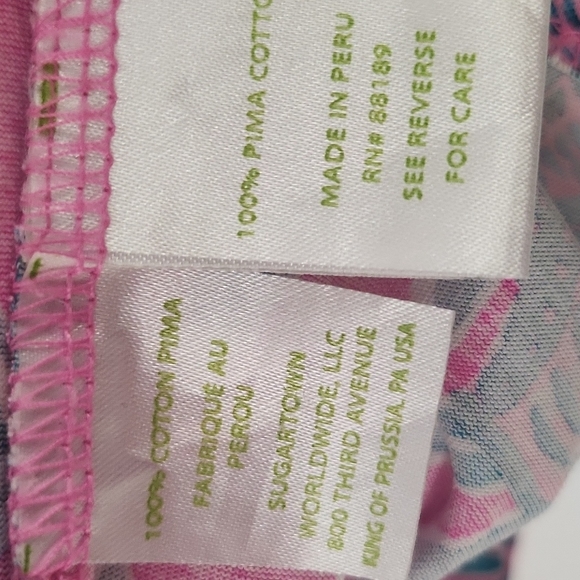 100% PIMA COTTO
MADE IN PERU
RN# 88189
SEE REVERSE
FOR CARE
100% COTTON PIMA
FABRIQUÉ AU
PEROU
SUGARTOWN
WORLDWIDE, LLC
800 THIRD AVENUE
KING OF PRUSSIA, PA USA